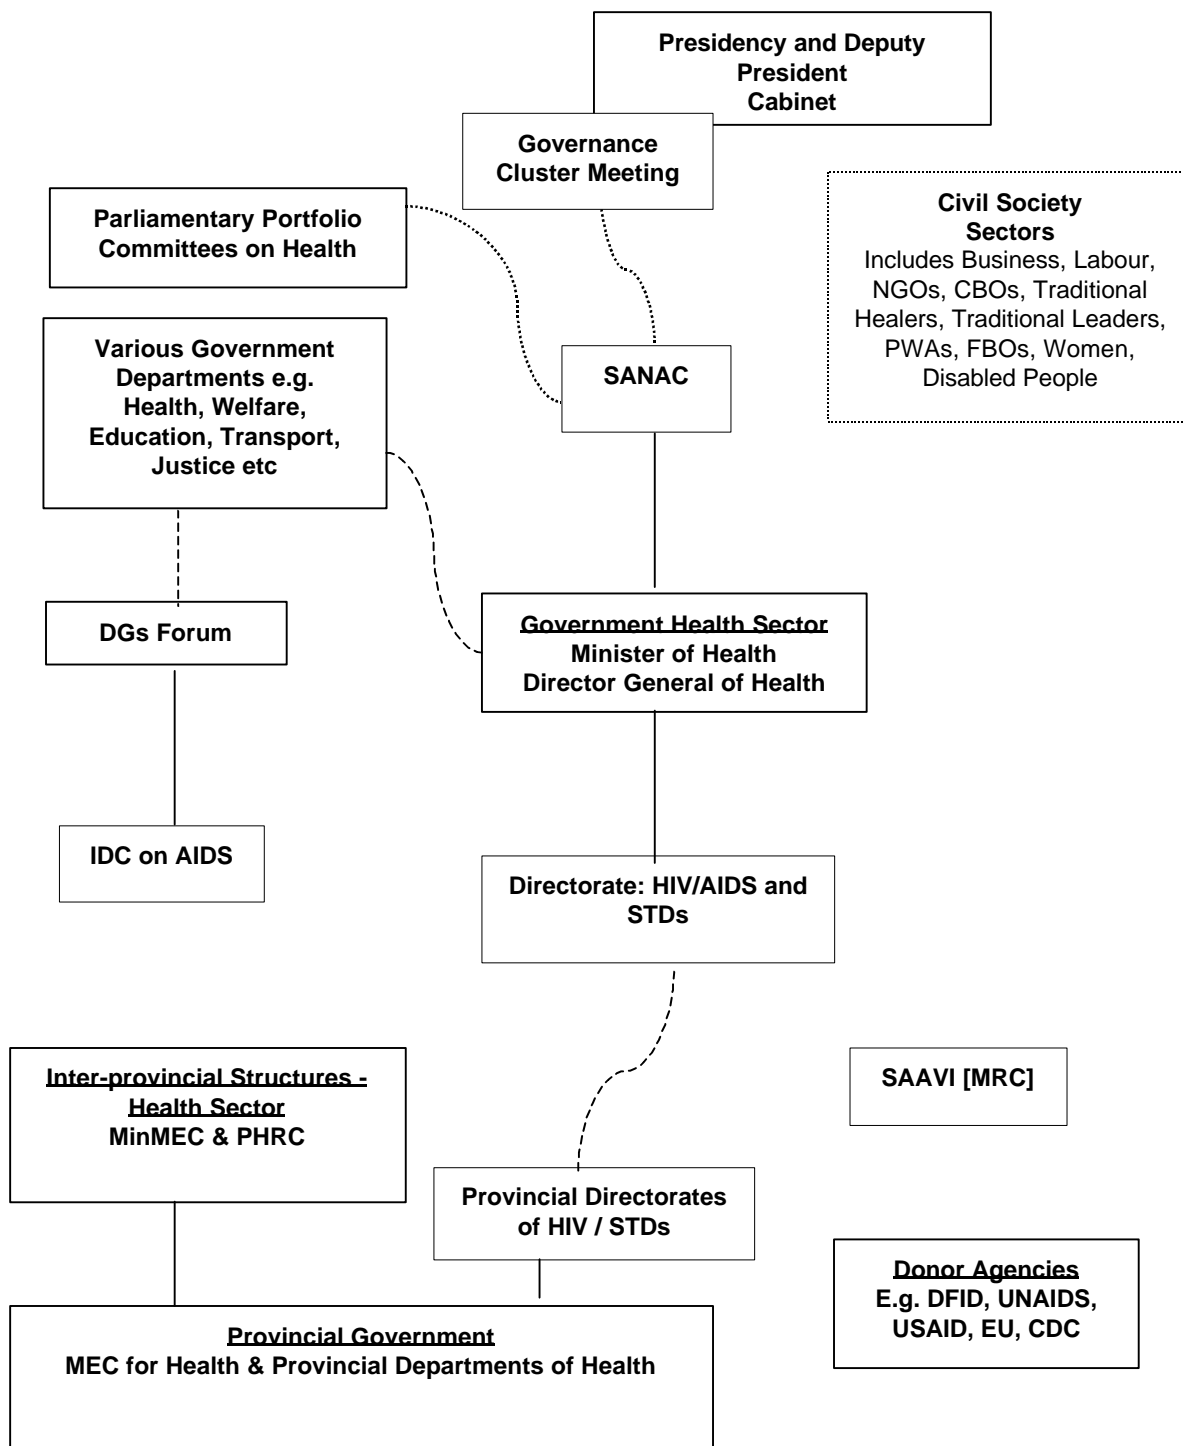 Presidency and Deputy
President
Cabinet
Governance
Cluster Meeting
Parliamentary Portfolio
Committees on Health
Civil Society
Sectors
Includes Business, Labour,
NGOs, CBOs, Traditional
Healers, Traditional Leaders,
PWAs, FBOs, Women,
Disabled People
Various Government
Departments e.g.
Health, Welfare,
Education, Transport,
Justice etc
SANAC
DGs Forum
Government Health Sector
Minister of Health
Director General of Health
IDC on AIDS
Directorate: HIV/AIDS and
STDs
Inter-provincial Structures -
Health Sector
MinMEC & PHRC
SAAVI [MRC]
Provincial Directorates
of HIV / STDs
Donor Agencies
E.g. DFID, UNAIDS,
USAID, EU, CDC
Provincial Government
MEC for Health & Provincial Departments of Health